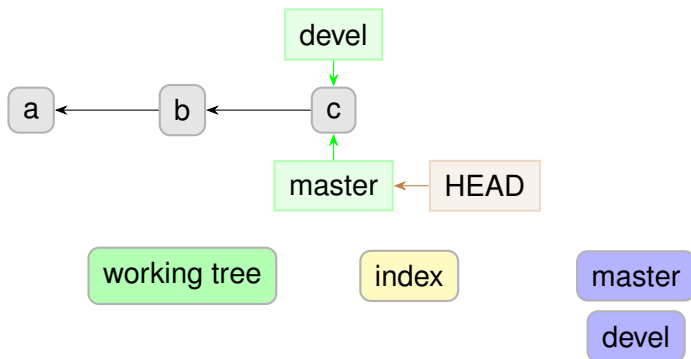 devel
a
b
c
master
HEAD
working tree
index
master
devel